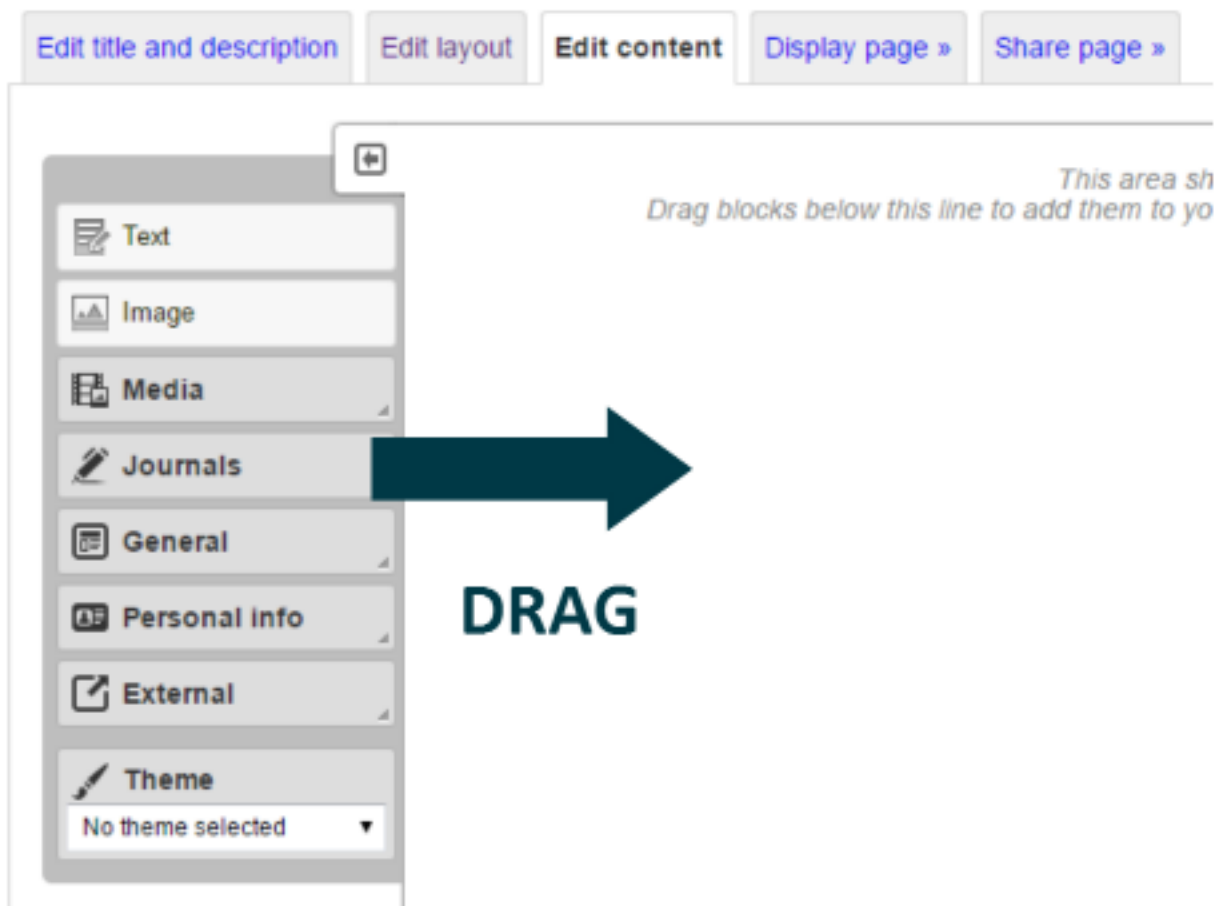 Edit title and description
Edit layout
Edit content
Display page »
Share page »
This area sh
Drag blocks below this line to add them to yo
Text
Image
Media
Journals
General
DRAG
Personal info
External
Theme
No theme selected